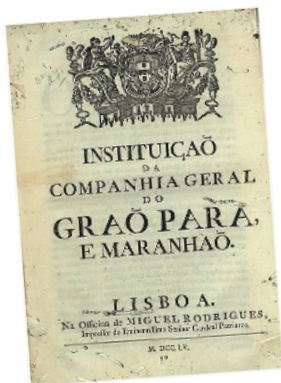 INSTITUIÇAÕ
DA
COMPANHIA GERAL
DO
GRAÕ PARÁ,
E MARANHAÕ.
LISBOA.
Na Officina de MIGUEL RODRIGUES,
Impressor do Eminentissimo Senhor Cardeal Patriarca.
M. DCC. LV.